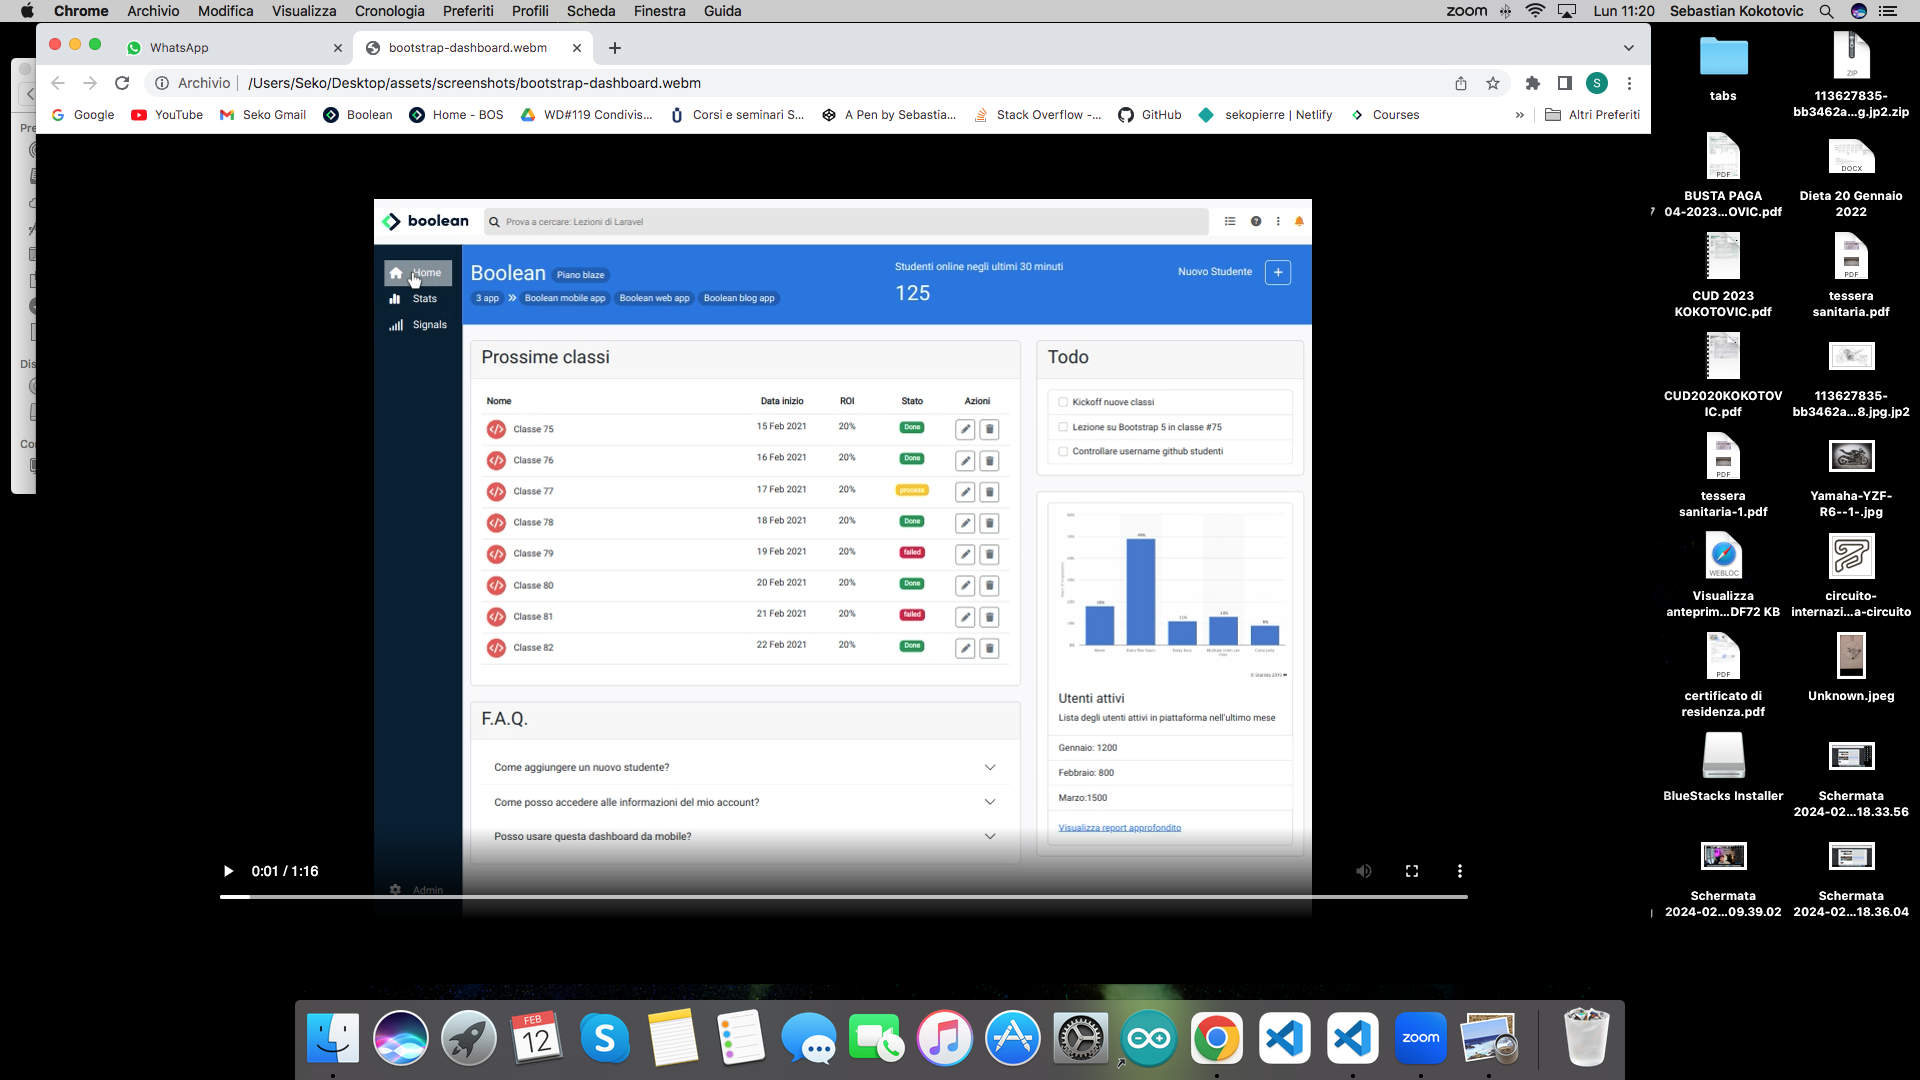 Chrome Archivio Modifica Visualizza Cronologia Preferiti Profili Scheda Finestra Guida zoom Lun 11:20 Sebastian Kokotovic
WhatsApp bootstrap-dashboard.webm
Archivio /Users/Seko/Desktop/assets/screenshots/bootstrap-dashboard.webm S
Google YouTube Seko Gmail Boolean Home - BOS WD#119 Condivis... Corsi e seminari S... A Pen by Sebastia... Stack Overflow -... GitHub sekopierre | Netlify Courses » Altri Preferiti
boolean Prova a cercare: Lezioni di Laravel
Home
Stats
Signals
Admin
Boolean Piano blaze
3 app Boolean mobile app Boolean web app Boolean blog app
Studenti online negli ultimi 30 minuti
125
Nuovo Studente +
Prossime classi
Nome Data inizio ROI Stato Azioni
Classe 75 15 Feb 2021 20% Done
Classe 76 16 Feb 2021 20% Done
Classe 77 17 Feb 2021 20% process
Classe 78 18 Feb 2021 20% Done
Classe 79 19 Feb 2021 20% failed
Classe 80 20 Feb 2021 20% Done
Classe 81 21 Feb 2021 20% failed
Classe 82 22 Feb 2021 20% Done
F.A.Q.
Come aggiungere un nuovo studente?
Come posso accedere alle informazioni del mio account?
Posso usare questa dashboard da mobile?
Todo
Kickoff nuove classi
Lezione su Bootstrap 5 in classe #75
Controllare username github studenti
Utenti attivi
Lista degli utenti attivi in piattaforma nell'ultimo mese
Gennaio: 1200
Febbraio: 800
Marzo:1500
Visualizza report approfondito
0:01 / 1:16
Pre
Dis
Co
tabs
113627835-
bb3462a...g.jp2.zip
ZIP
BUSTA PAGA
04-2023...OVIC.pdf
PDF
Dieta 20 Gennaio
2022
DOCX
CUD 2023
KOKOTOVIC.pdf
tessera
sanitaria.pdf
PDF
CUD2020KOKOTOV
IC.pdf
113627835-
bb3462a...8.jpg.jp2
tessera
sanitaria-1.pdf
PDF
Yamaha-YZF-
R6--1-.jpg
Visualizza
anteprim...DF72 KB
WEBLOC
circuito-
internazi...a-circuito
certificato di
residenza.pdf
PDF
Unknown.jpeg
BlueStacks Installer
Schermata
2024-02...18.33.56
Schermata
2024-02...09.39.02
Schermata
2024-02...18.36.04
FEB
12
S
zoom